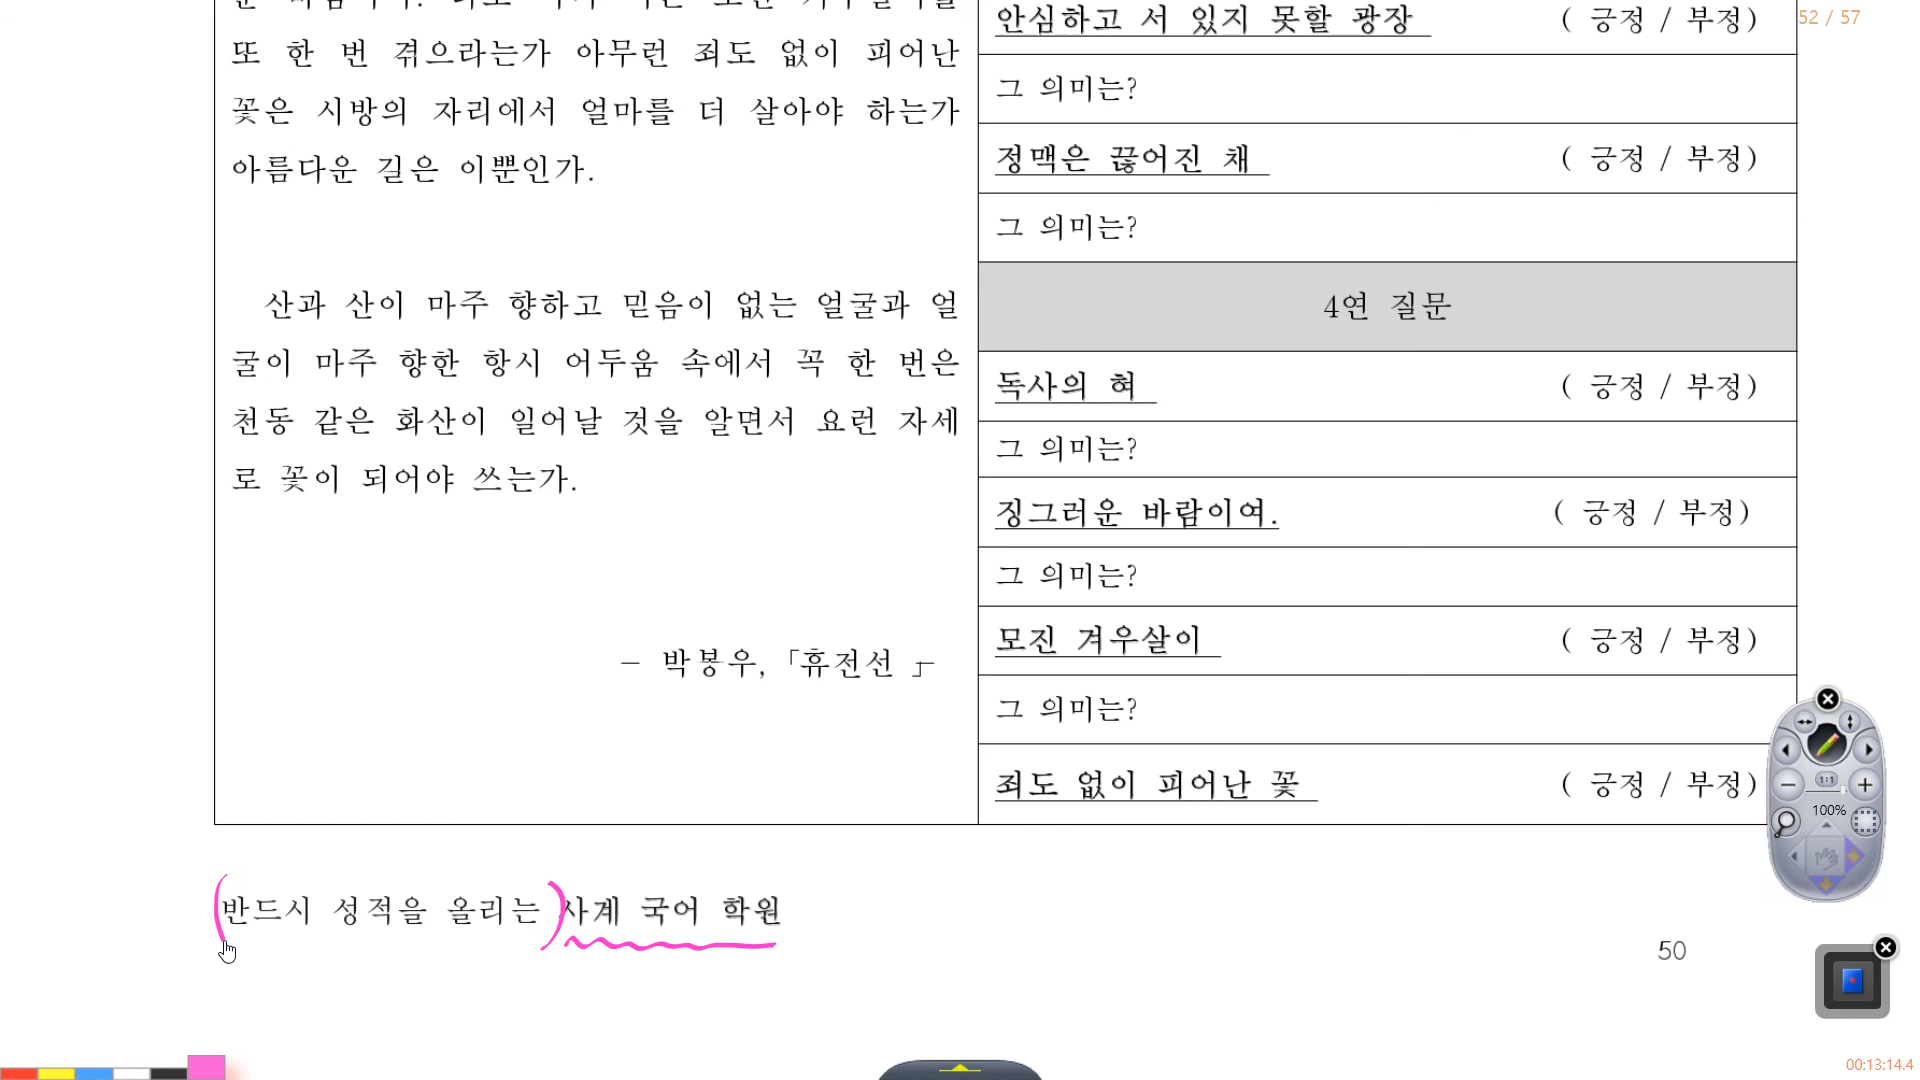 또 한 번 겪으라는가 아무런 죄도 없이 피어난
꽃은 시방의 자리에서 얼마를 더 살아야 하는가
아름다운 길은 이뿐인가.
산과 산이 마주 향하고 믿음이 없는 얼굴과 얼
굴이 마주 향한 항시 어두움 속에서 꼭 한 번은
천동 같은 화산이 일어날 것을 알면서 요런 자세
로 꽃이 되어야 쓰는가.
- 박봉우,「휴전선 」
안심하고 서 있지 못할 광장 ( 긍정 / 부정)
그 의미는?
정맥은 끊어진 채 ( 긍정 / 부정)
그 의미는?
4연 질문
독사의 혀 ( 긍정 / 부정)
그 의미는?
징그러운 바람이여. ( 긍정 / 부정)
그 의미는?
모진 겨우살이 ( 긍정 / 부정)
그 의미는?
죄도 없이 피어난 꽃 ( 긍정 / 부정)
반드시 성적을 올리는 사계 국어 학원
50
52 / 57
1:1
100%
00:13:14.4